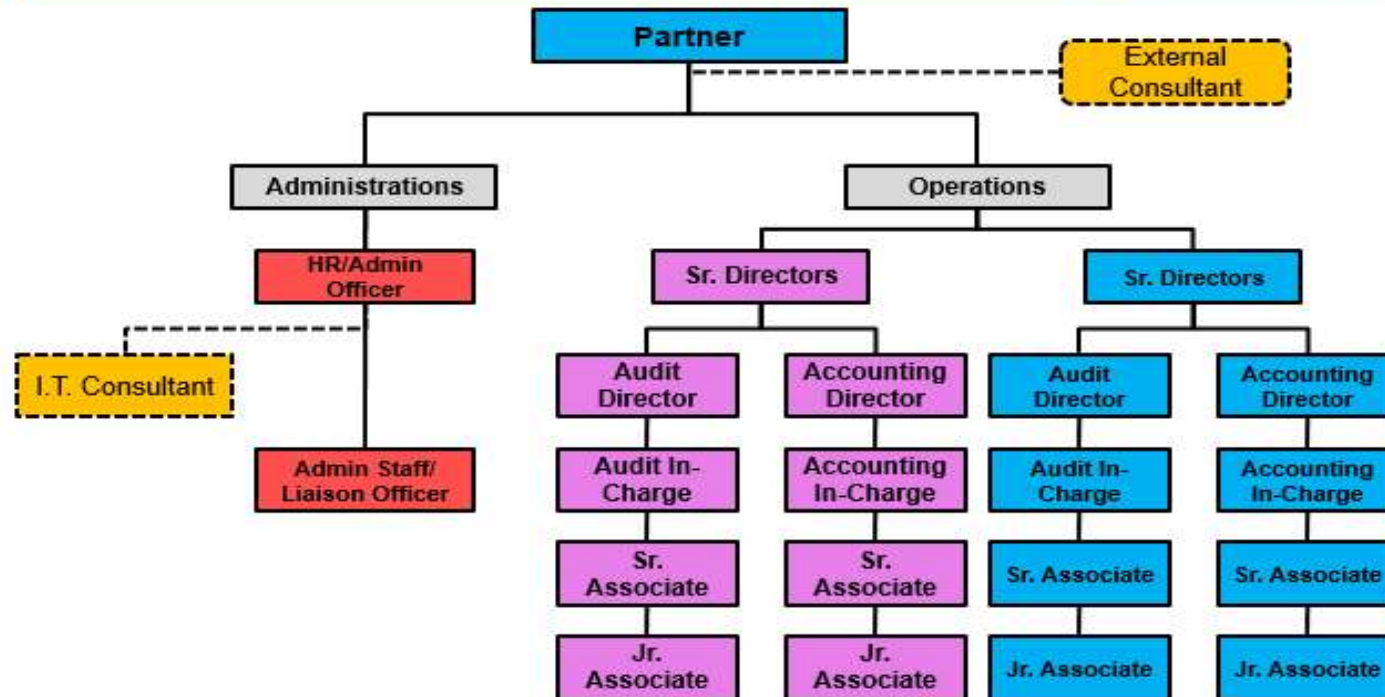 Partner
External
Consultant
Administrations
Operations
HR/Admin
Officer
Sr. Directors
Sr. Directors
I.T. Consultant
Audit
Director
Accounting
Director
Audit
Director
Accounting
Director
Admin Staff/
Liaison Officer
Audit In-
Charge
Accounting
In-Charge
Audit In-
Charge
Accounting
In-Charge
Sr.
Associate
Sr.
Associate
Sr. Associate
Sr. Associate
Jr.
Associate
Jr.
Associate
Jr. Associate
Jr. Associate